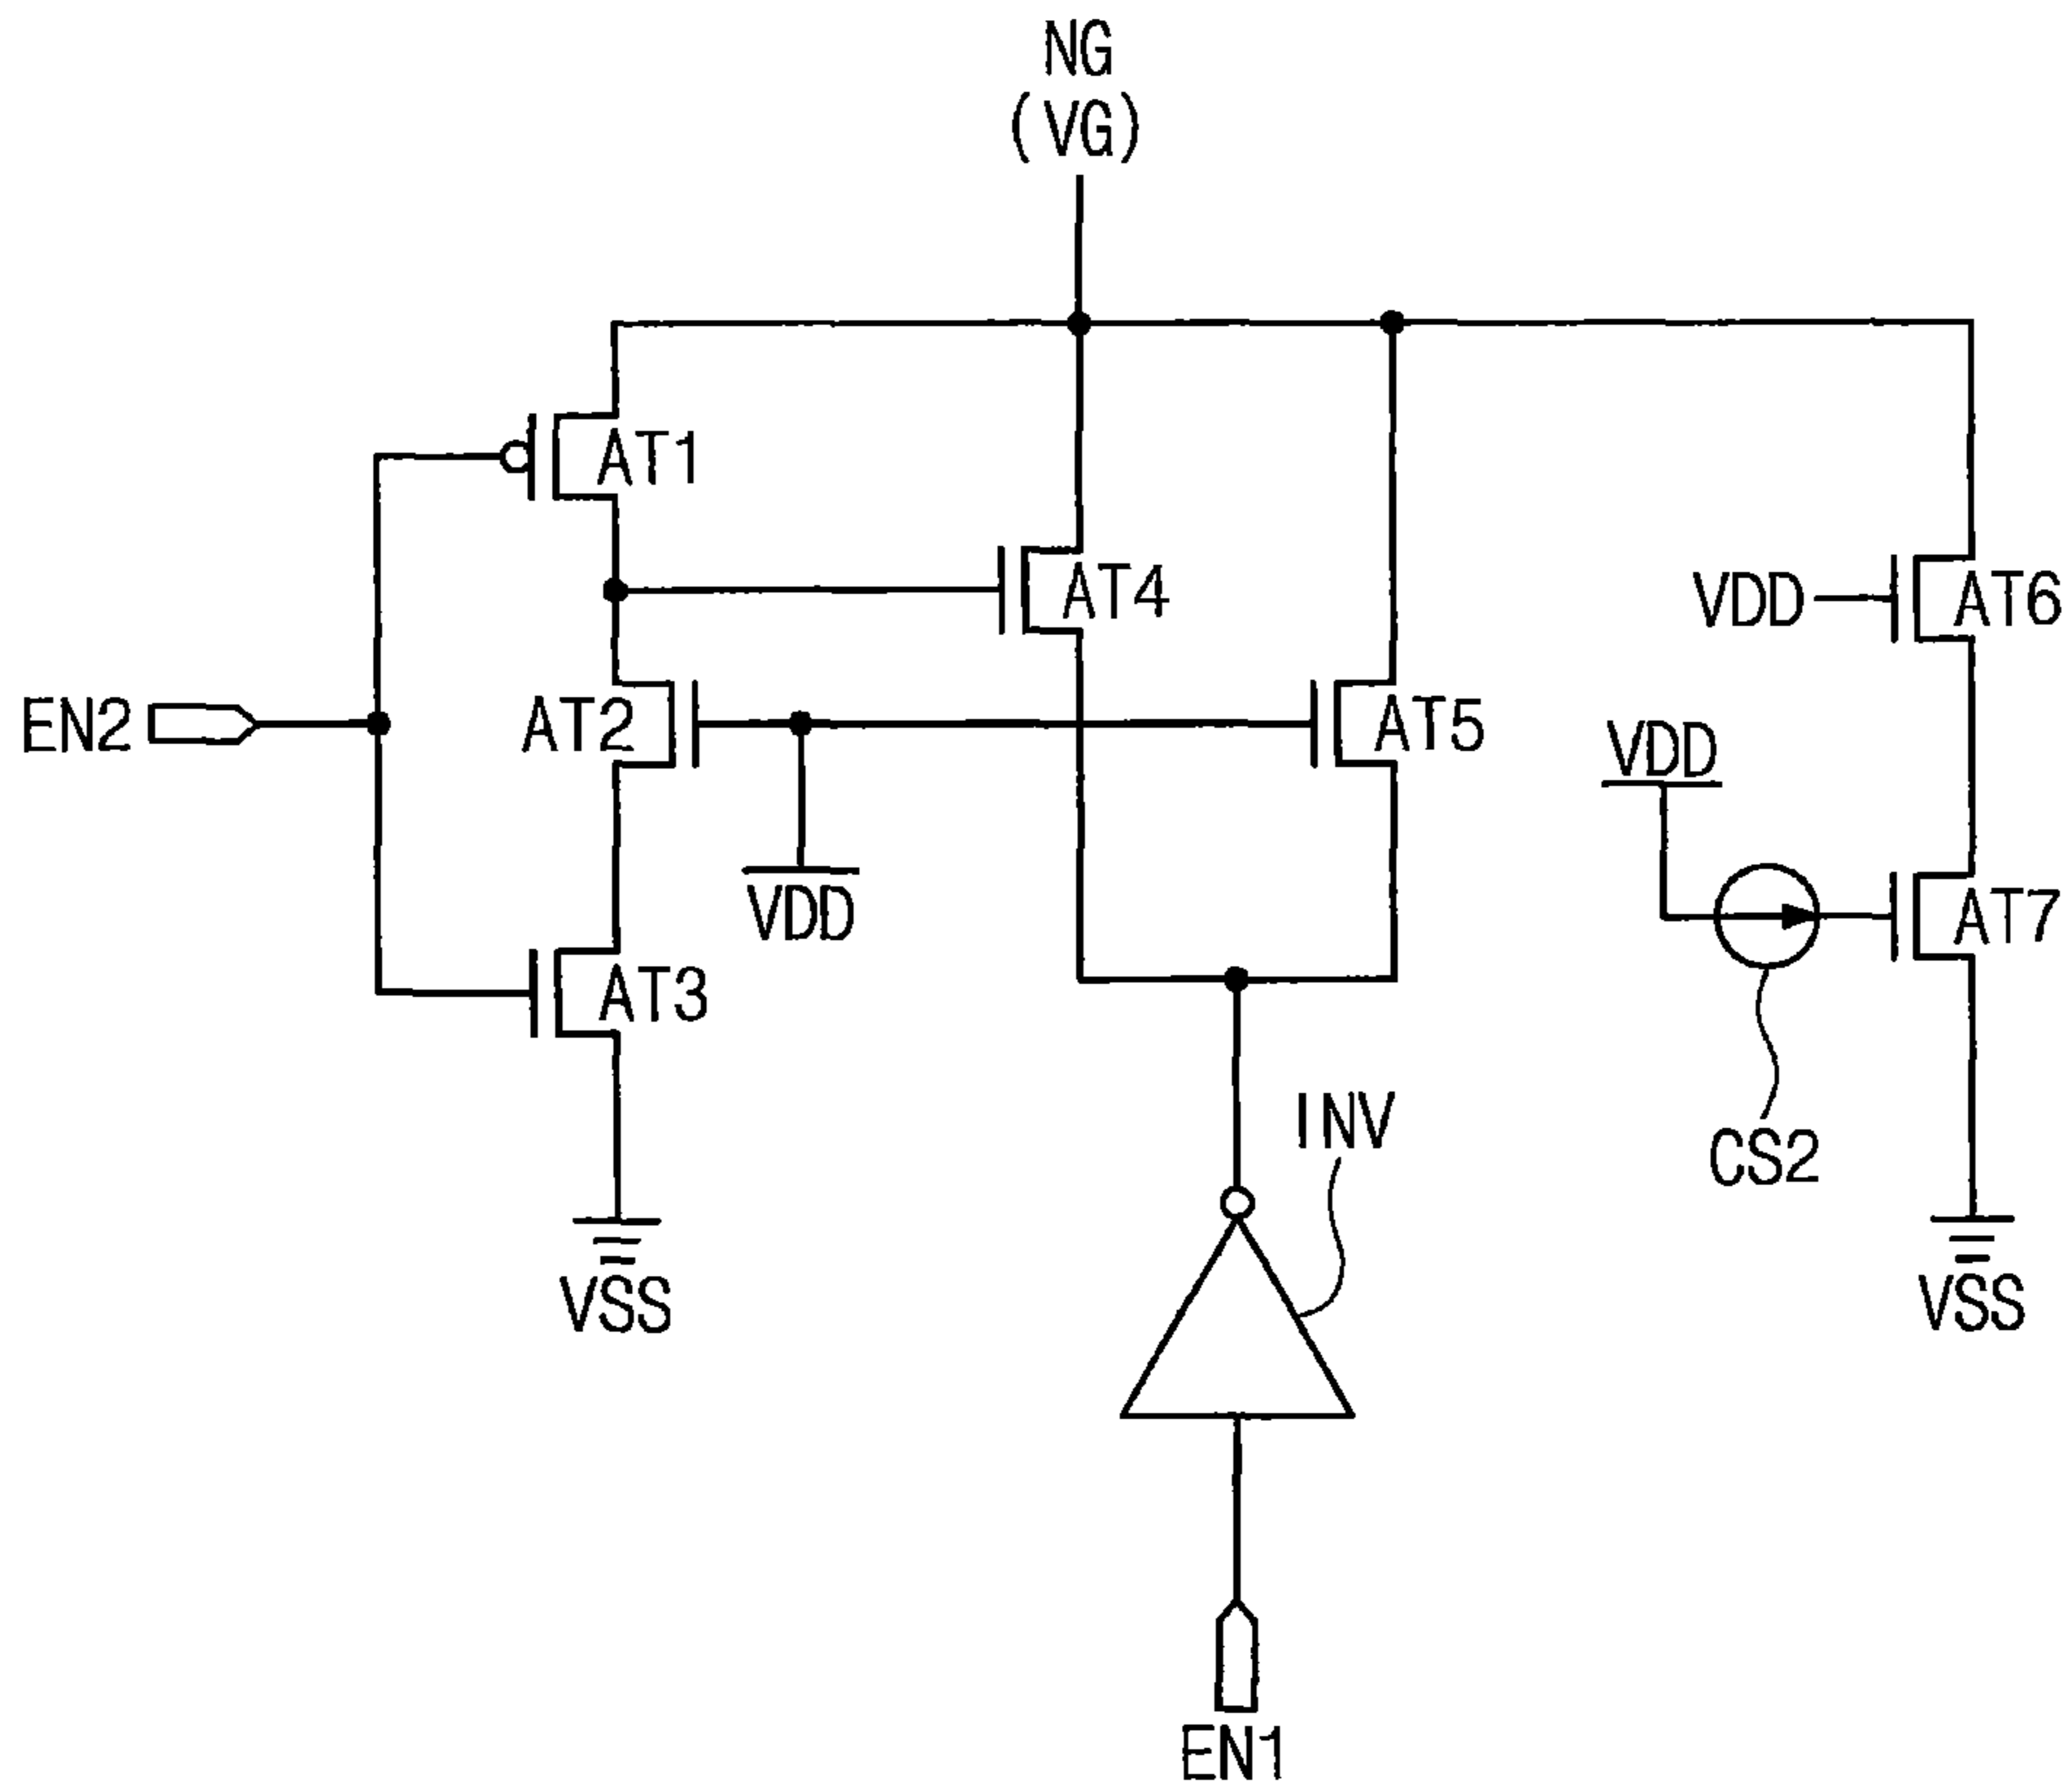 NG
(VG)
AT1
AT4
VDD
AT6
EN2
AT2
AT5
VDD
VDD
AT3
AT7
INV
CS2
VSS
VSS
EN1